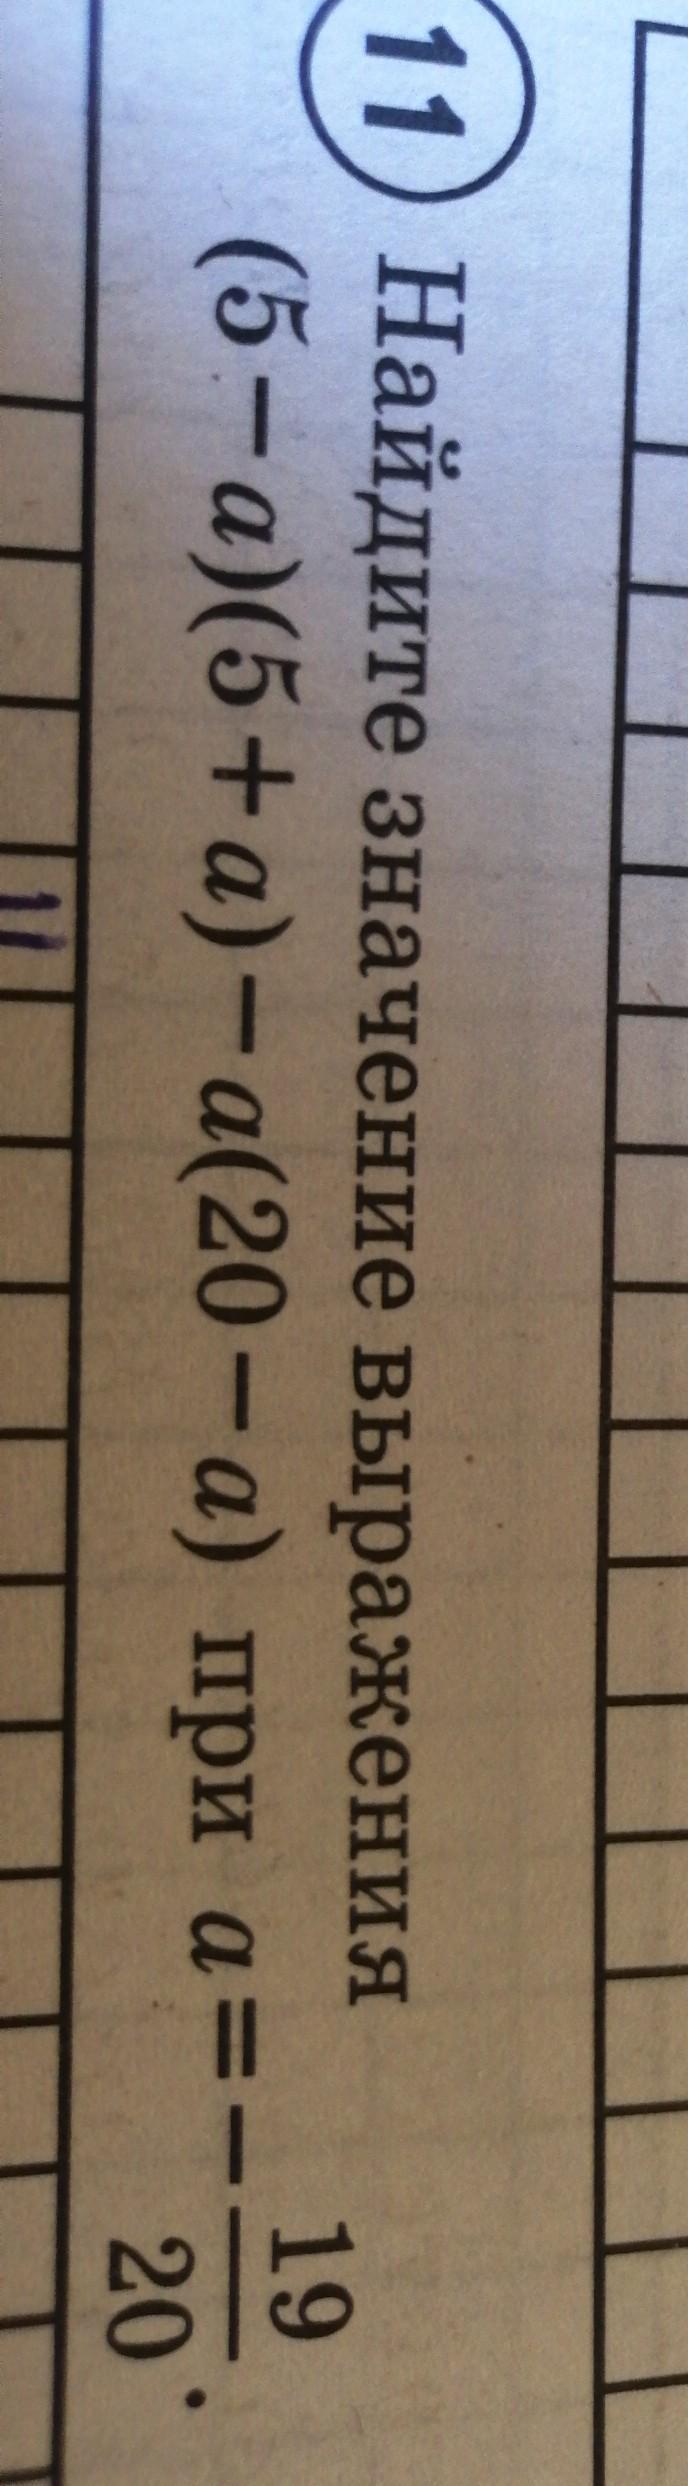 11 Найдите значение выражения
(5 − a)(5 + a) − a(20 − a) при a = −19/20.